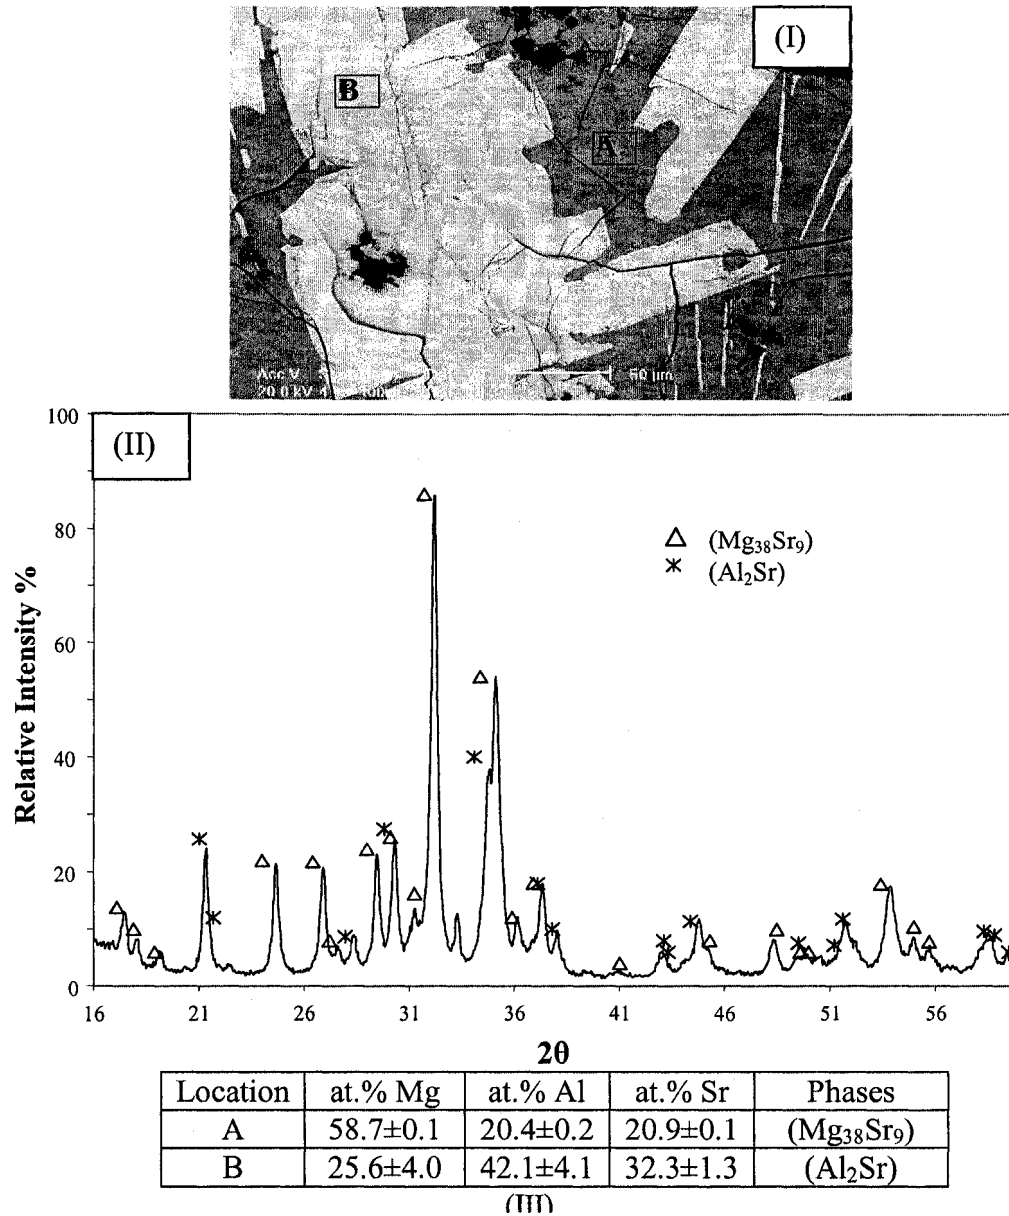 (I)
B
A
Acc V
20.0 kV
50 µm
(II)
100
80
60
40
20
0
Relative Intensity %
(Mg₃₈Sr₉)
(Al₂Sr)
16 21 26 31 36 41 46 51 56
2θ
Location at.% Mg at.% Al at.% Sr Phases
A 58.7±0.1 20.4±0.2 20.9±0.1 (Mg₃₈Sr₉)
B 25.6±4.0 42.1±4.1 32.3±1.3 (Al₂Sr)
(III)